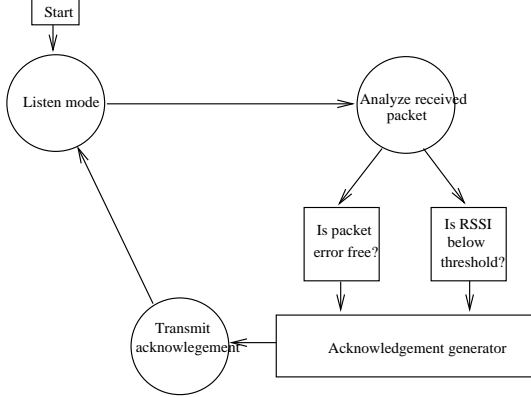 Start
Listen mode
Analyze received
packet
Is packet
error free?
Is RSSI
below
threshold?
Transmit
acknowlegement
Acknowledgement generator